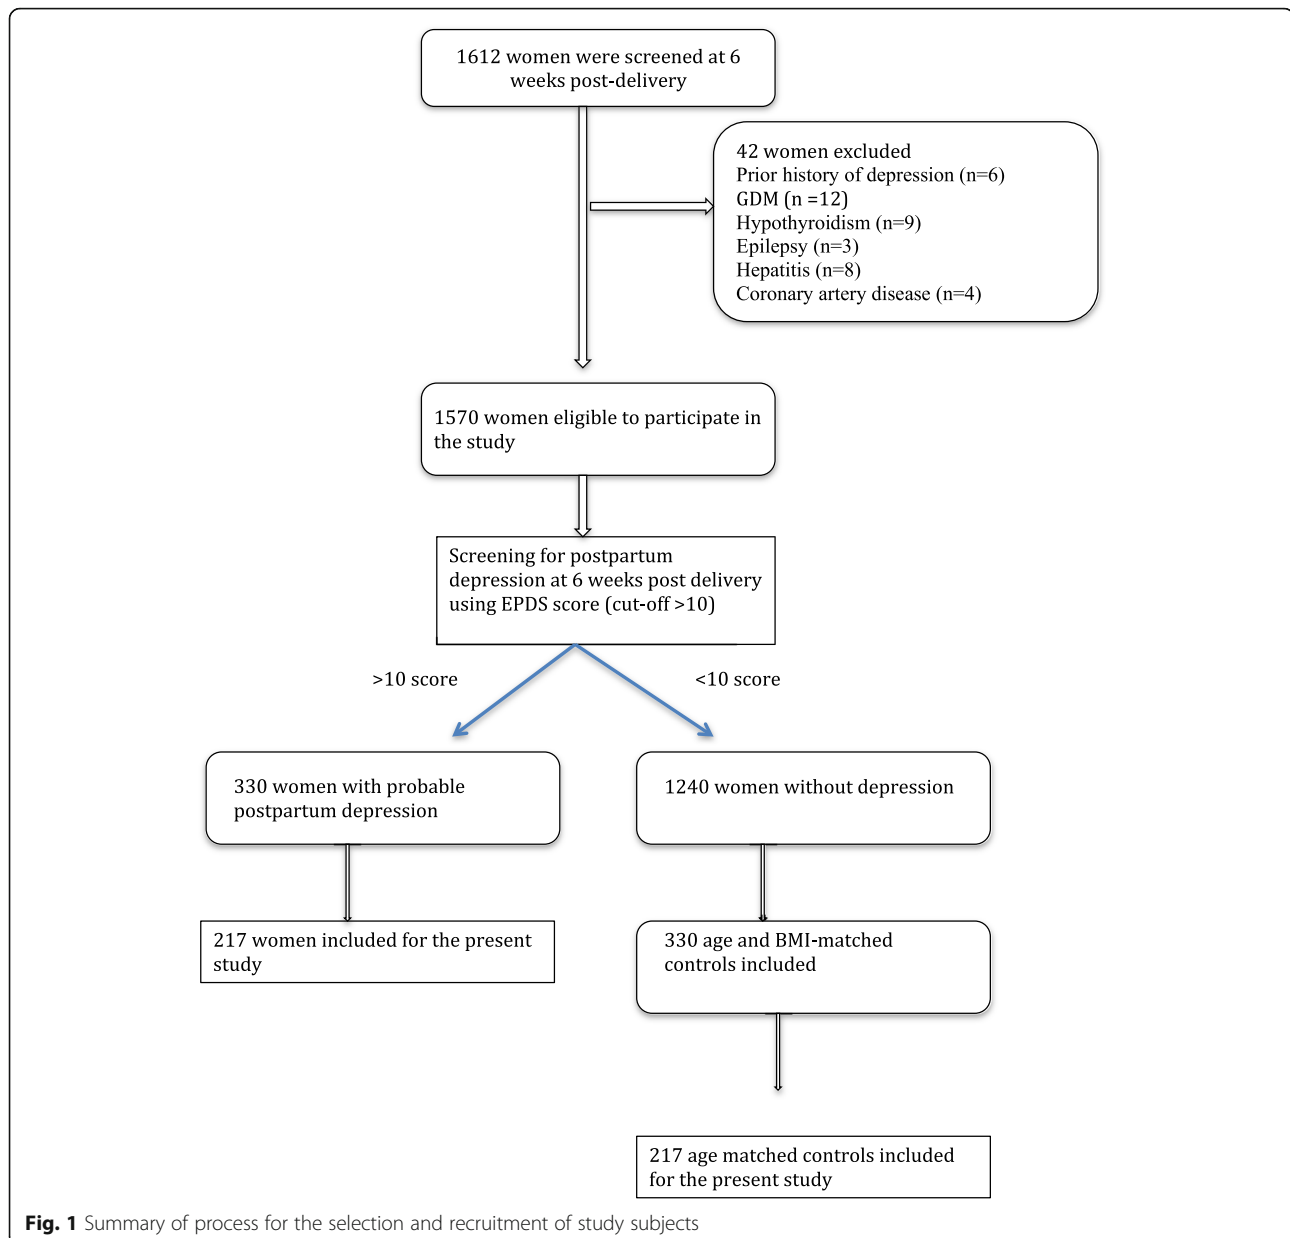 1612 women were screened at 6
weeks post-delivery
42 women excluded
Prior history of depression (n=6)
GDM (n =12)
Hypothyroidism (n=9)
Epilepsy (n=3)
Hepatitis (n=8)
Coronary artery disease (n=4)
1570 women eligible to participate in
the study
Screening for postpartum
depression at 6 weeks post delivery
using EPDS score (cut-off >10)
>10 score
<10 score
330 women with probable
postpartum depression
1240 women without depression
217 women included for the present
study
330 age and BMI-matched
controls included
217 age matched controls included
for the present study
Fig. 1 Summary of process for the selection and recruitment of study subjects